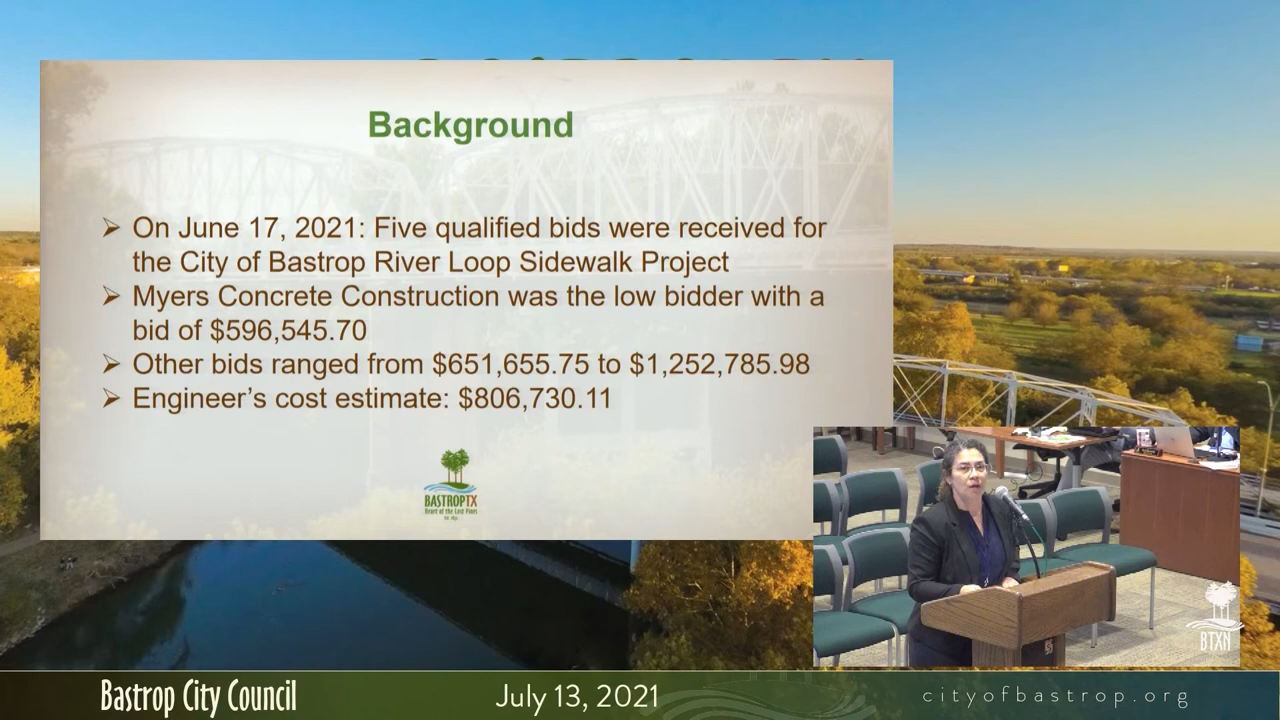 Background
➢ On June 17, 2021: Five qualified bids were received for
the City of Bastrop River Loop Sidewalk Project
➢ Myers Concrete Construction was the low bidder with a
bid of $596,545.70
➢ Other bids ranged from $651,655.75 to $1,252,785.98
➢ Engineer’s cost estimate: $806,730.11
BASTROPTX
Heart of the Lost Pines
BTXN
Bastrop City Council
July 13, 2021
cityofbastrop.org